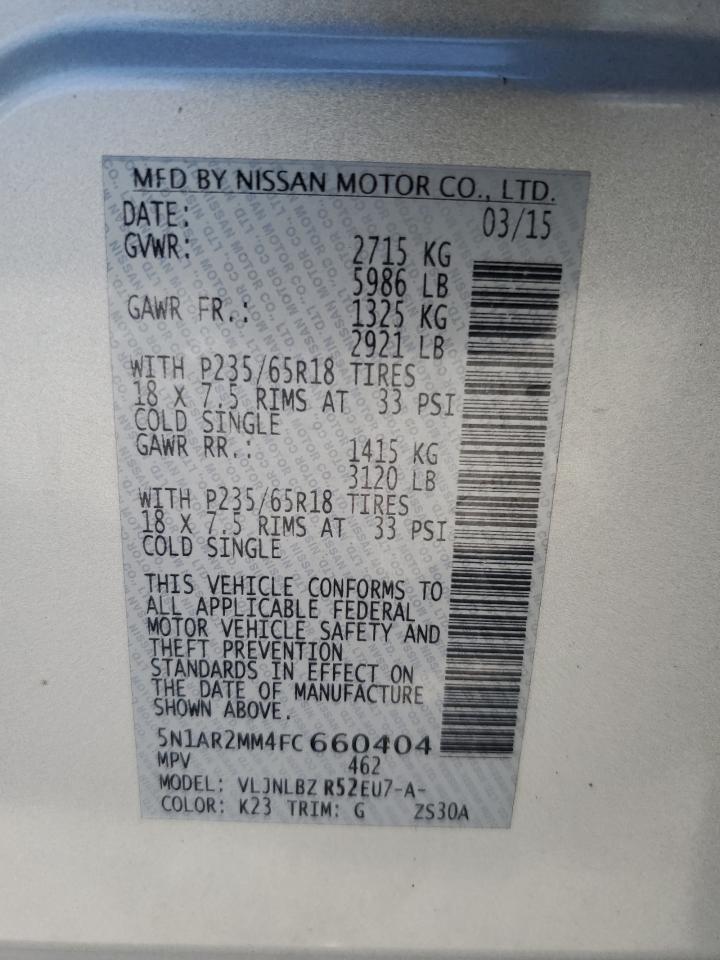 MFD BY NISSAN MOTOR CO., LTD.
DATE: 03/15
GVWR: 2715 KG
5986 LB
GAWR FR.: 1325 KG
2921 LB
WITH P235/65R18 TIRES
18 X 7.5 RIMS AT 33 PSI
COLD SINGLE
GAWR RR.: 1415 KG
3120 LB
WITH P235/65R18 TIRES
18 X 7.5 RIMS AT 33 PSI
COLD SINGLE
THIS VEHICLE CONFORMS TO
ALL APPLICABLE FEDERAL
MOTOR VEHICLE SAFETY AND
THEFT PREVENTION
STANDARDS IN EFFECT ON
THE DATE OF MANUFACTURE
SHOWN ABOVE.
5N1AR2MM4FC660404
MPV 462
MODEL: VLJNLBZ R52EU7-A-
COLOR: K23 TRIM: G ZS30A